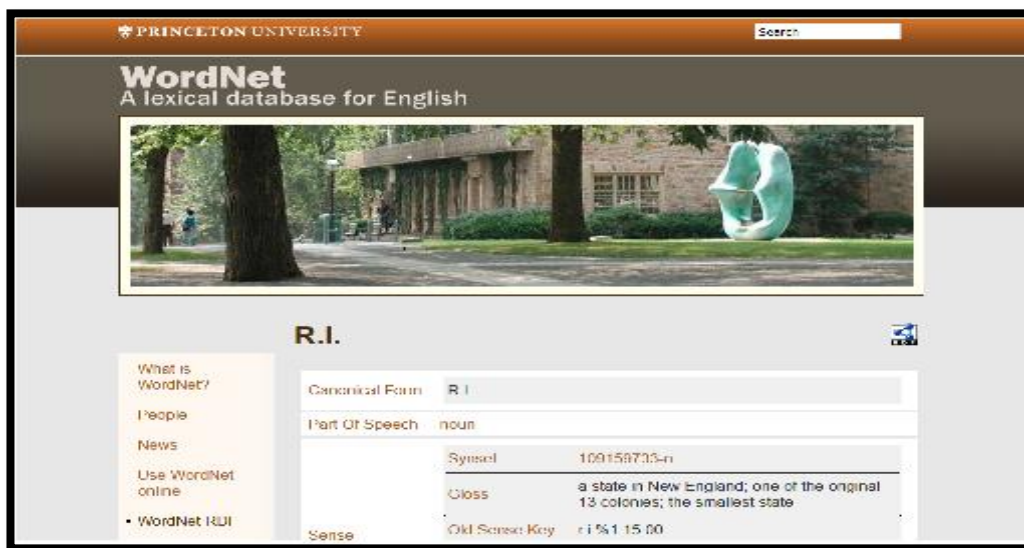 PRINCETON UNIVERSITY
Search
WordNet
A lexical database for English
R.I.
What is
WordNet?
People
News
Use WordNet
online
• WordNet RDF
Canonical Form R.I.
Part Of Speech noun
Sense
Synset 109159733-n
Gloss a state in New England; one of the original
13 colonies; the smallest state
Old Sense Key r.i.%1:15:00